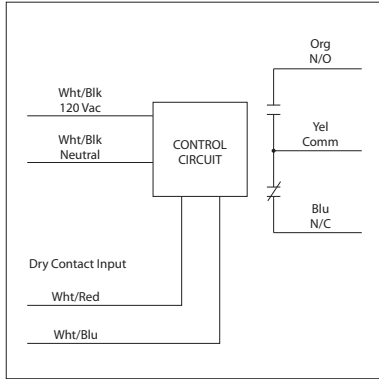 Org
N/O
Wht/Blk
120 Vac
Yel
Comm
Wht/Blk
Neutral
CONTROL
CIRCUIT
Blu
N/C
Dry Contact Input
Wht/Red
Wht/Blu